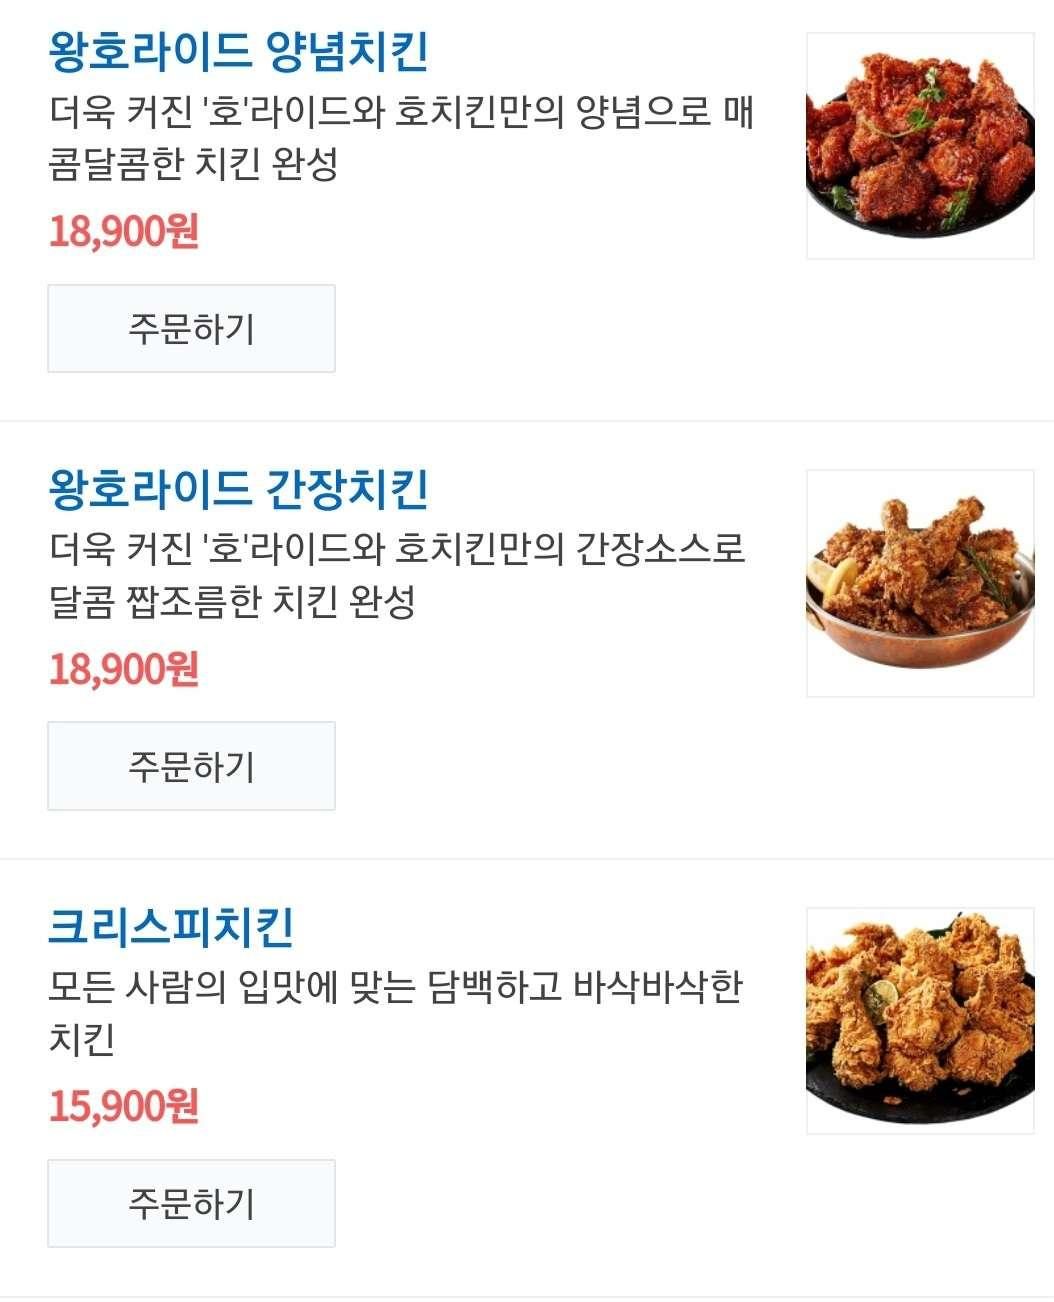 왕호라이드 양념치킨
더욱 커진 '호'라이드와 호치킨만의 양념으로 매
콤달콤한 치킨 완성
18,900원
주문하기
왕호라이드 간장치킨
더욱 커진 '호'라이드와 호치킨만의 간장소스로
달콤 짭조름한 치킨 완성
18,900원
주문하기
크리스피치킨
모든 사람의 입맛에 맞는 담백하고 바삭바삭한
치킨
15,900원
주문하기